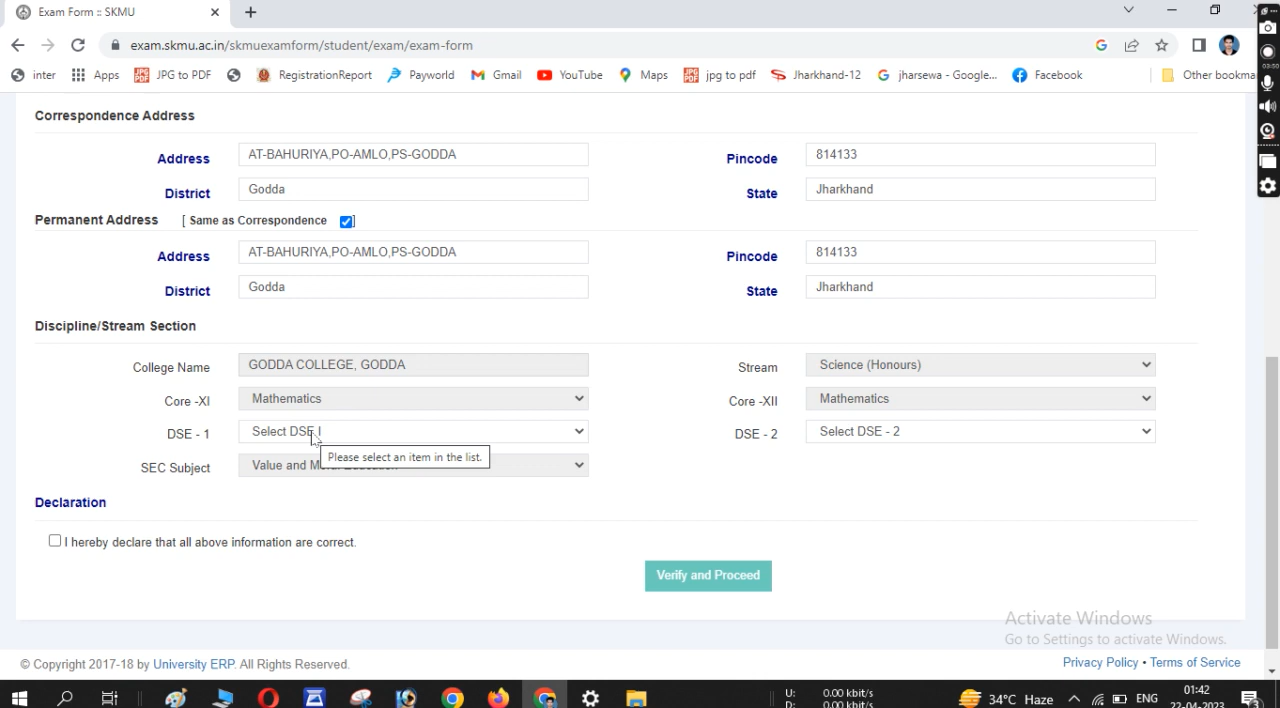 Exam Form :: SKMU
exam.skmu.ac.in/skmuexamform/student/exam/exam-form
inter Apps JPG to PDF RegistrationReport Payworld Gmail YouTube Maps jpg to pdf Jharkhand-12 jharsewa - Google... Facebook Other bookma
Correspondence Address
Address AT-BAHURIYA,PO-AMLO,PS-GODDA Pincode 814133
District Godda State Jharkhand
Permanent Address [ Same as Correspondence ]
Address AT-BAHURIYA,PO-AMLO,PS-GODDA Pincode 814133
District Godda State Jharkhand
Discipline/Stream Section
College Name GODDA COLLEGE, GODDA Stream Science (Honours)
Core -XI Mathematics Core -XII Mathematics
DSE - 1 Select DSE I DSE - 2 Select DSE - 2
Please select an item in the list.
SEC Subject Value and
Declaration
I hereby declare that all above information are correct.
Verify and Proceed
Activate Windows
Go to Settings to activate Windows.
© Copyright 2017-18 by University ERP. All Rights Reserved. Privacy Policy • Terms of Service
U: 0.00 kbit/s
D: 0.00 kbit/s
34°C Haze ENG 01:42
22-04-2023